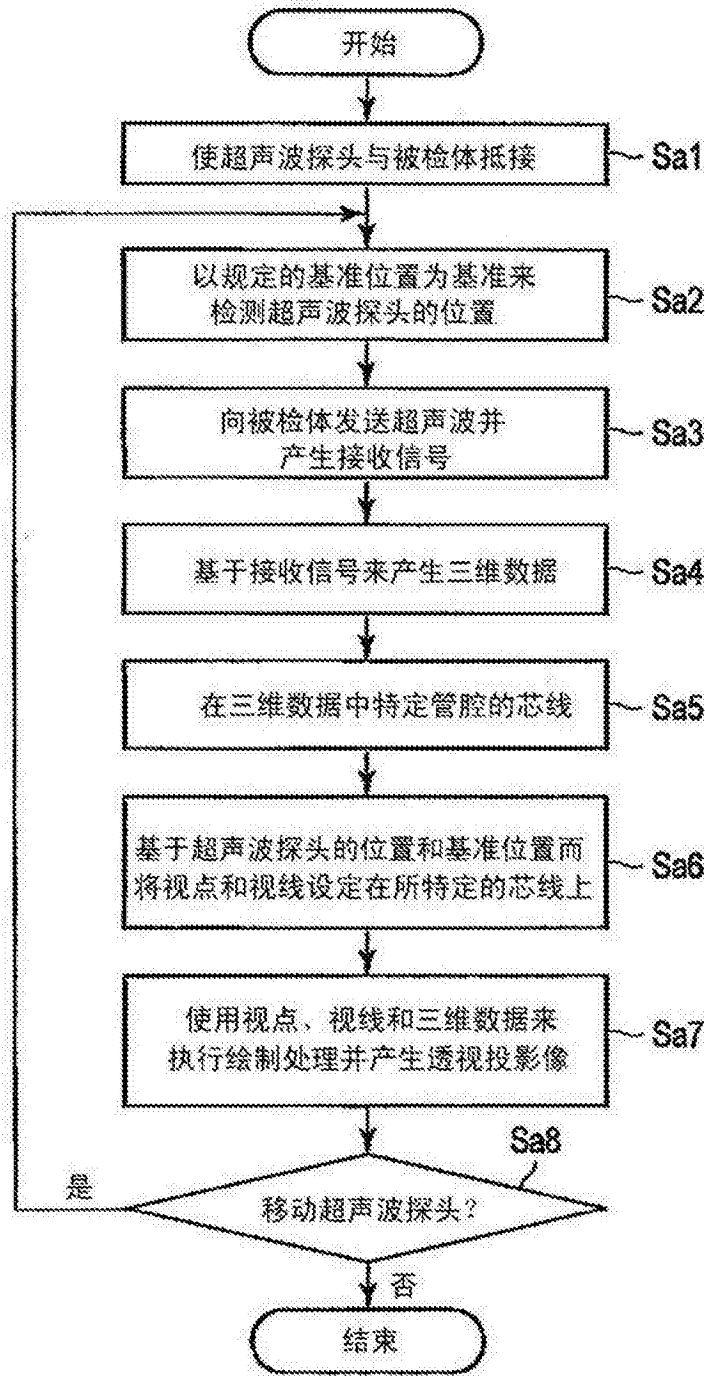 开始
使超声波探头与被检体抵接
Sa1
以规定的基准位置为基准来
检测超声波探头的位置
Sa2
向被检体发送超声波并
产生接收信号
Sa3
基于接收信号来产生三维数据
Sa4
在三维数据中特定管腔的芯线
Sa5
基于超声波探头的位置和基准位置而
将视点和视线设定在所特定的芯线上
Sa6
使用视点、视线和三维数据来
执行绘制处理并产生透视投影像
Sa7
Sa8
是
移动超声波探头?
否
结束